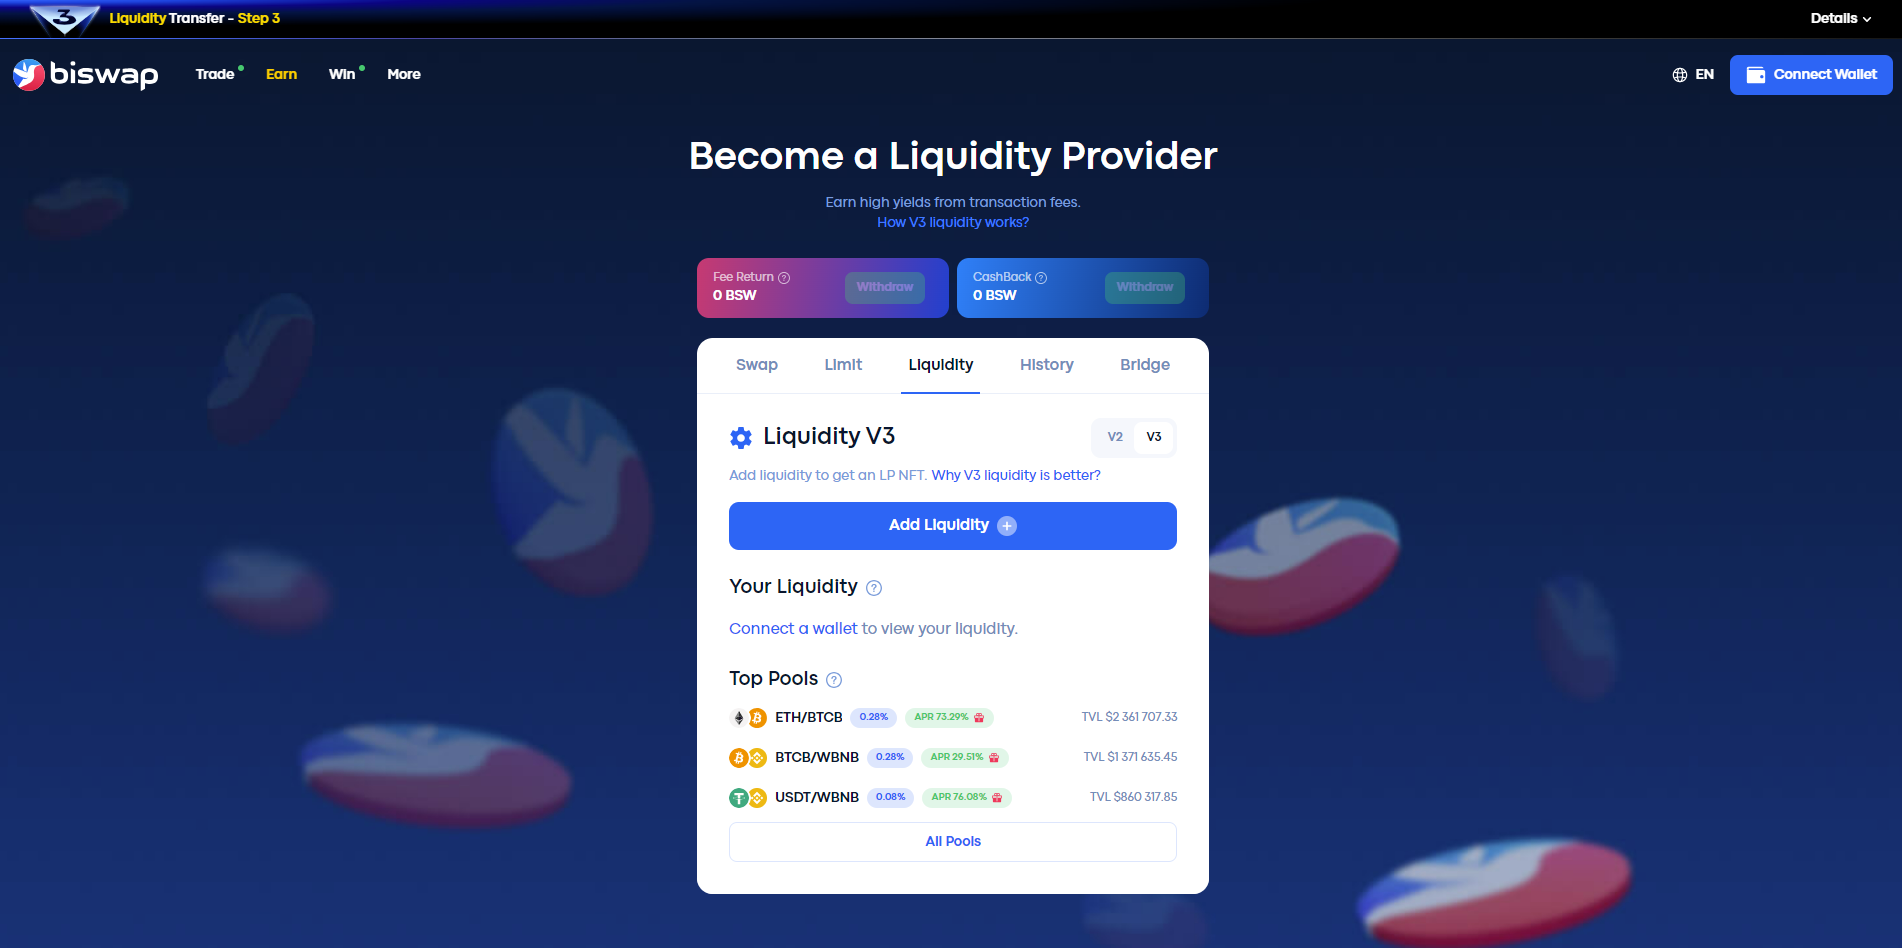 3 Liquidity Transfer - Step 3 Details
biswap Trade Earn Win More EN Connect Wallet
Become a Liquidity Provider
Earn high yields from transaction fees.
How V3 liquidity works?
Fee Return ? Withdraw CashBack ? Withdraw
0 BSW 0 BSW
Swap Limit Liquidity History Bridge
Liquidity V3 V2 V3
Add liquidity to get an LP NFT. Why V3 liquidity is better?
Add Liquidity +
Your Liquidity ?
Connect a wallet to view your liquidity.
Top Pools ?
ETH/BTCB 0.28% APR 73.29% TVL $2 361 707.33
BTCB/WBNB 0.28% APR 29.51% TVL $1 371 635.45
USDT/WBNB 0.08% APR 76.08% TVL $860 317.85
All Pools